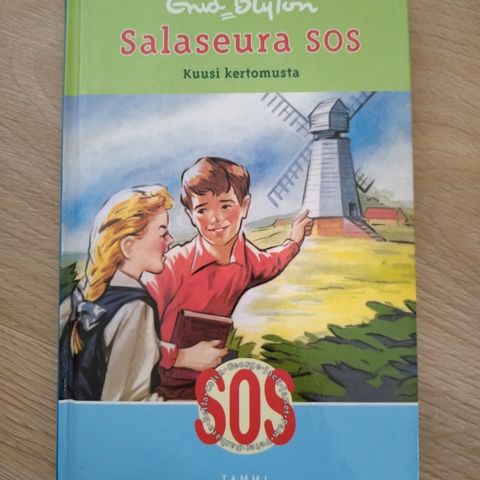 Enid Blyton
Salaseura SOS
Kuusi kertomusta
SOS
TAMMI